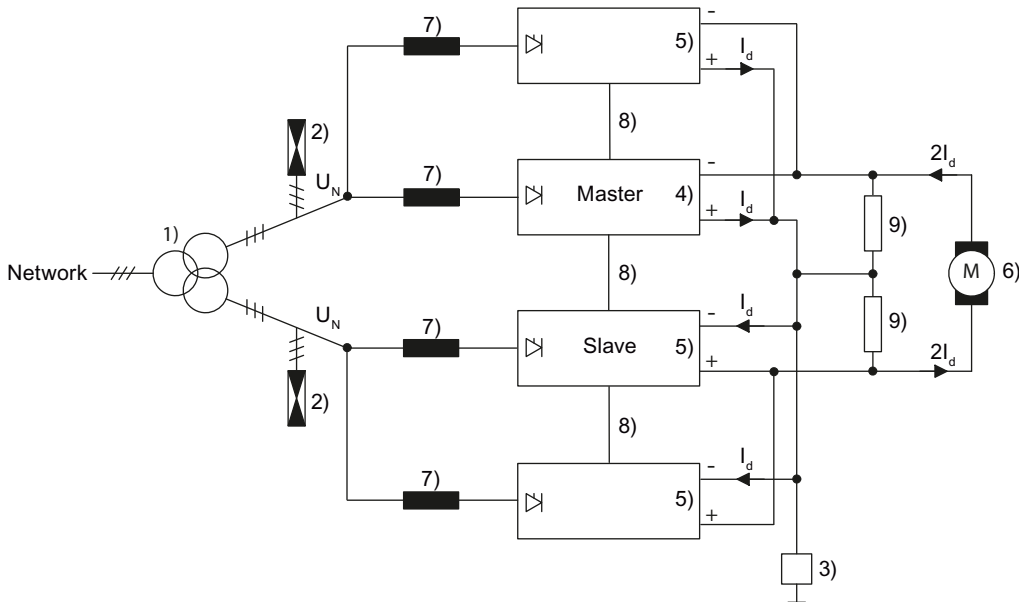 7)
-
5)
I_d
+
2)
8)
U_N
7)
-
Master
4)
I_d
+
2I_d
9)
1)
8)
Network
M
6)
U_N
7)
-
I_d
Slave
5)
9)
+
2I_d
2)
8)
7)
-
I_d
5)
+
3)